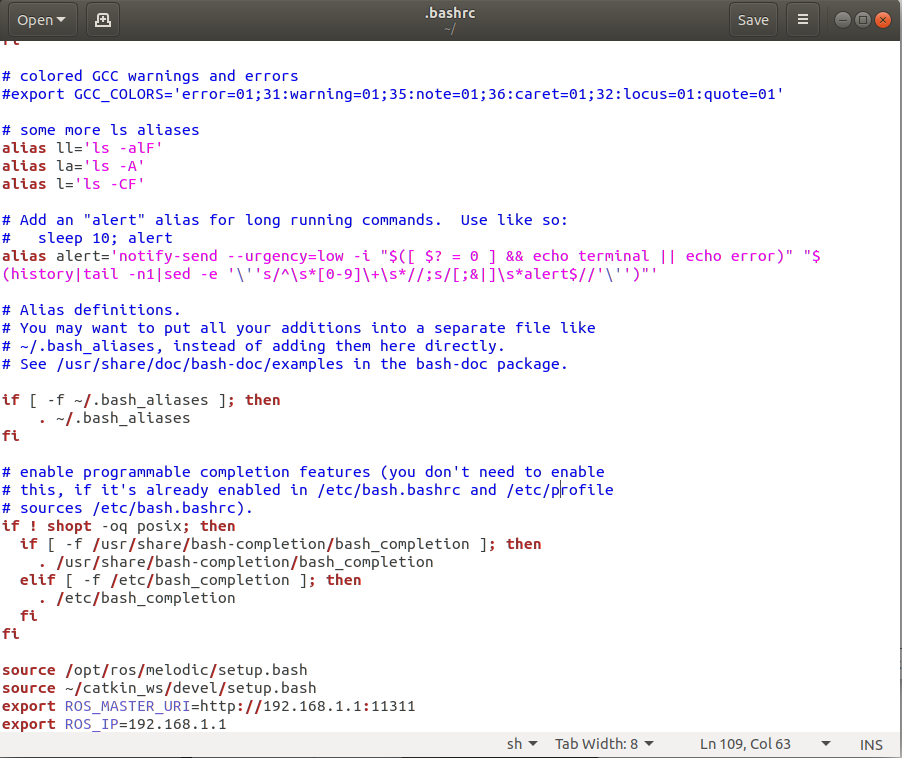 Open
.bashrc
~/
Save
fi
# colored GCC warnings and errors
#export GCC_COLORS='error=01;31:warning=01;35:note=01;36:caret=01;32:locus=01:quote=01'
# some more ls aliases
alias ll='ls -alF'
alias la='ls -A'
alias l='ls -CF'
# Add an "alert" alias for long running commands.  Use like so:
#   sleep 10; alert
alias alert='notify-send --urgency=low -i "$([ $? = 0 ] && echo terminal || echo error)" "$
(history|tail -n1|sed -e '\''s/^\s*[0-9]\+\s*//;s/[;&|]\s*alert$//'\'')"'
# Alias definitions.
# You may want to put all your additions into a separate file like
# ~/.bash_aliases, instead of adding them here directly.
# See /usr/share/doc/bash-doc/examples in the bash-doc package.
if [ -f ~/.bash_aliases ]; then
    . ~/.bash_aliases
fi
# enable programmable completion features (you don't need to enable
# this, if it's already enabled in /etc/bash.bashrc and /etc/profile
# sources /etc/bash.bashrc).
if ! shopt -oq posix; then
  if [ -f /usr/share/bash-completion/bash_completion ]; then
    . /usr/share/bash-completion/bash_completion
  elif [ -f /etc/bash_completion ]; then
    . /etc/bash_completion
  fi
fi
source /opt/ros/melodic/setup.bash
source ~/catkin_ws/devel/setup.bash
export ROS_MASTER_URI=http://192.168.1.1:11311
export ROS_IP=192.168.1.1
sh Tab Width: 8 Ln 109, Col 63 INS